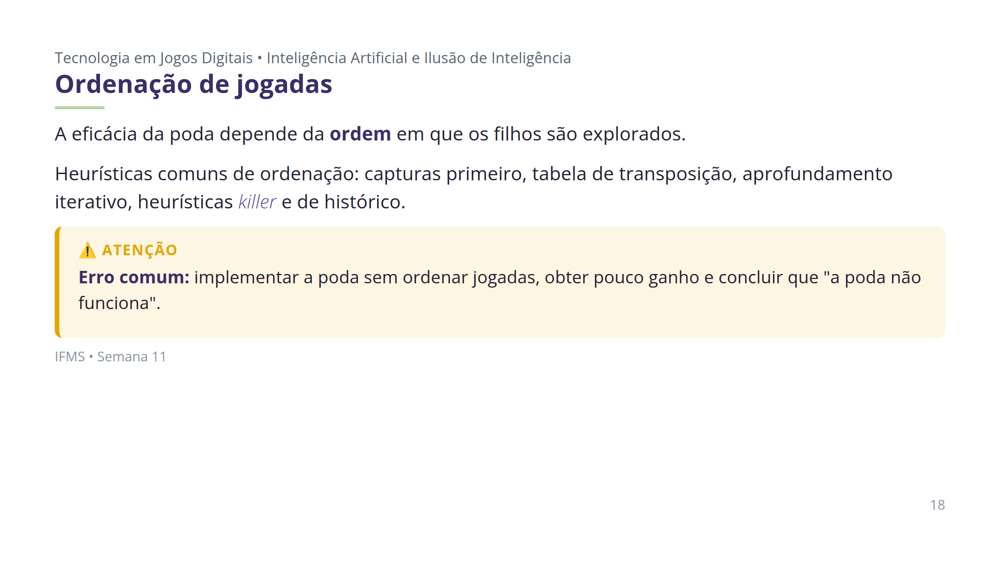 Tecnologia em Jogos Digitais • Inteligência Artificial e Ilusão de Inteligência
Ordenação de jogadas
A eficácia da poda depende da ordem em que os filhos são explorados.
Heurísticas comuns de ordenação: capturas primeiro, tabela de transposição, aprofundamento
iterativo, heurísticas killer e de histórico.
⚠️ ATENÇÃO
Erro comum: implementar a poda sem ordenar jogadas, obter pouco ganho e concluir que "a poda não
funciona".
IFMS • Semana 11
18